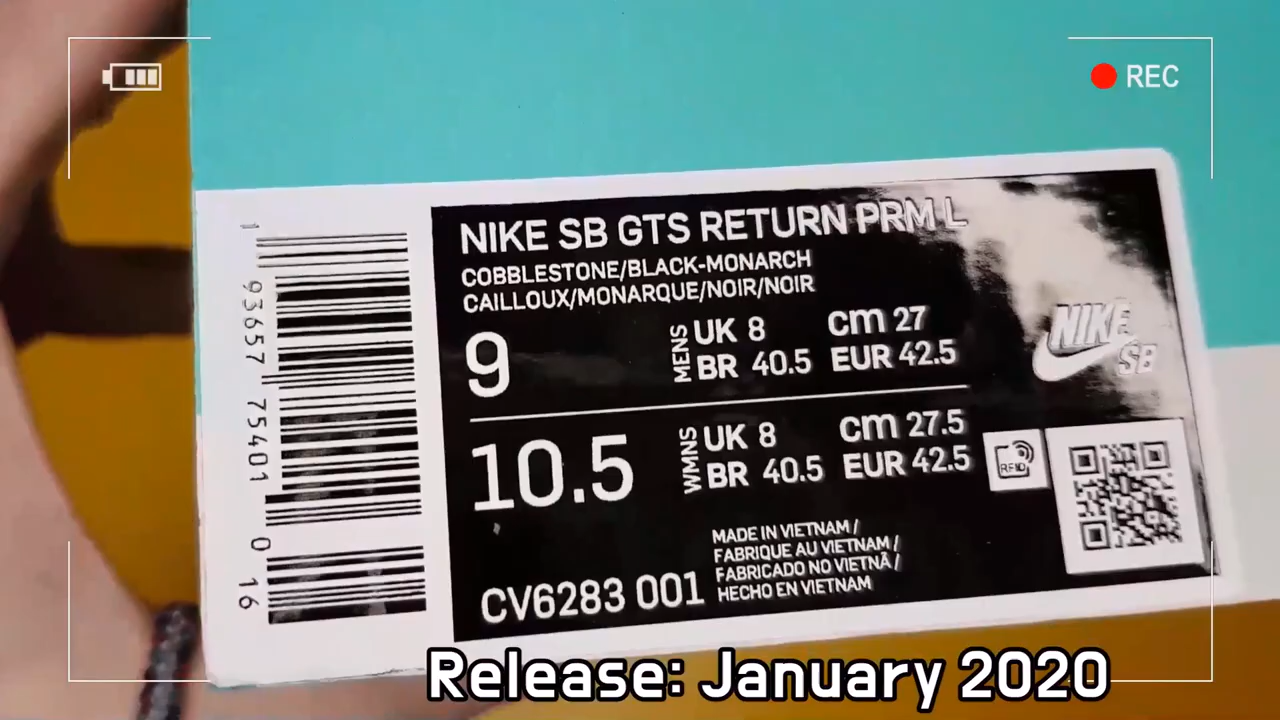 REC
NIKE SB GTS RETURN PRM L
COBBLESTONE/BLACK-MONARCH
CAILLOUX/MONARQUE/NOIR/NOIR
9
MENS
UK 8
CM 27
BR 40.5
EUR 42.5
NIKE
SB
10.5
WMNS
UK 8
CM 27.5
BR 40.5
EUR 42.5
RFID
MADE IN VIETNAM /
FABRIQUE AU VIETNAM /
FABRICADO NO VIETNÃ /
HECHO EN VIETNAM
CV6283 001
1 93657 75401 0 16
Release: January 2020